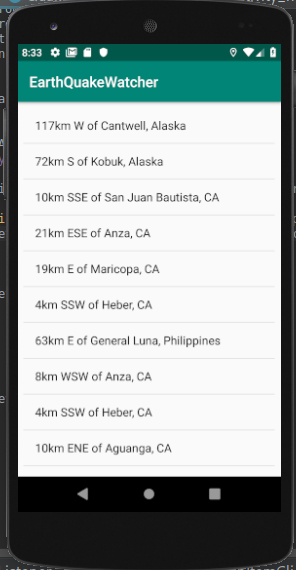 8:33
EarthQuakeWatcher
117km W of Cantwell, Alaska
72km S of Kobuk, Alaska
10km SSE of San Juan Bautista, CA
21km ESE of Anza, CA
19km E of Maricopa, CA
4km SSW of Heber, CA
63km E of General Luna, Philippines
8km WSW of Anza, CA
4km SSW of Heber, CA
10km ENE of Aguanga, CA